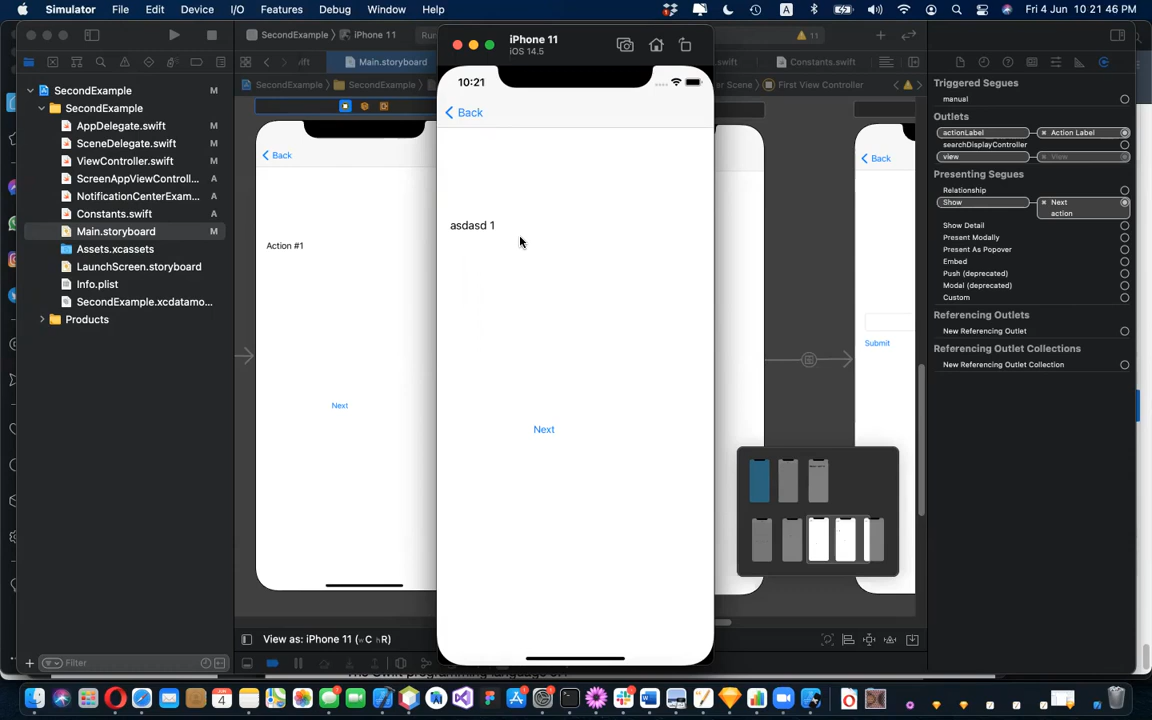 Simulator File Edit Device I/O Features Debug Window Help
A Fri 4 Jun 10 21 46 PM
SecondExample iPhone 11
11
iPhone 11
iOS 14.5
Main.storyboard
Constants.swift
SecondExample
SecondExample
First View Controller
SecondExample M
SecondExample
AppDelegate.swift M
SceneDelegate.swift M
ViewController.swift M
ScreenAppViewControll... A
NotificationCenterExam... A
Constants.swift A
Main.storyboard M
Assets.xcassets
LaunchScreen.storyboard
Info.plist
SecondExample.xcdatamo...
Products
Back
Action #1
Next
10:21
Back
asdasd 1
Next
Back
Submit
Triggered Segues
manual
Outlets
actionLabel Action Label
searchDisplayController
view View
Presenting Segues
Relationship
Show Next
action
Show Detail
Present Modally
Present As Popover
Embed
Push (deprecated)
Modal (deprecated)
Custom
Referencing Outlets
New Referencing Outlet
Referencing Outlet Collections
New Referencing Outlet Collection
View as: iPhone 11 (wC hR)
Filter